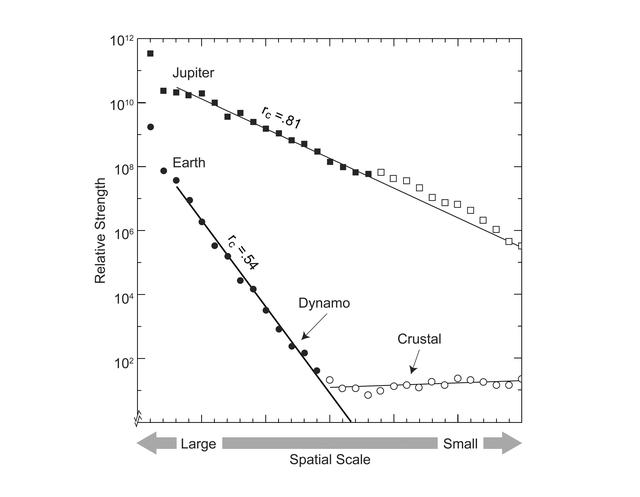 10¹²
10¹⁰
10⁸
10⁶
10⁴
10²
Relative Strength
Jupiter
r꜀ =.81
Earth
r꜀ =.54
Dynamo
Crustal
Large
Small
Spatial Scale